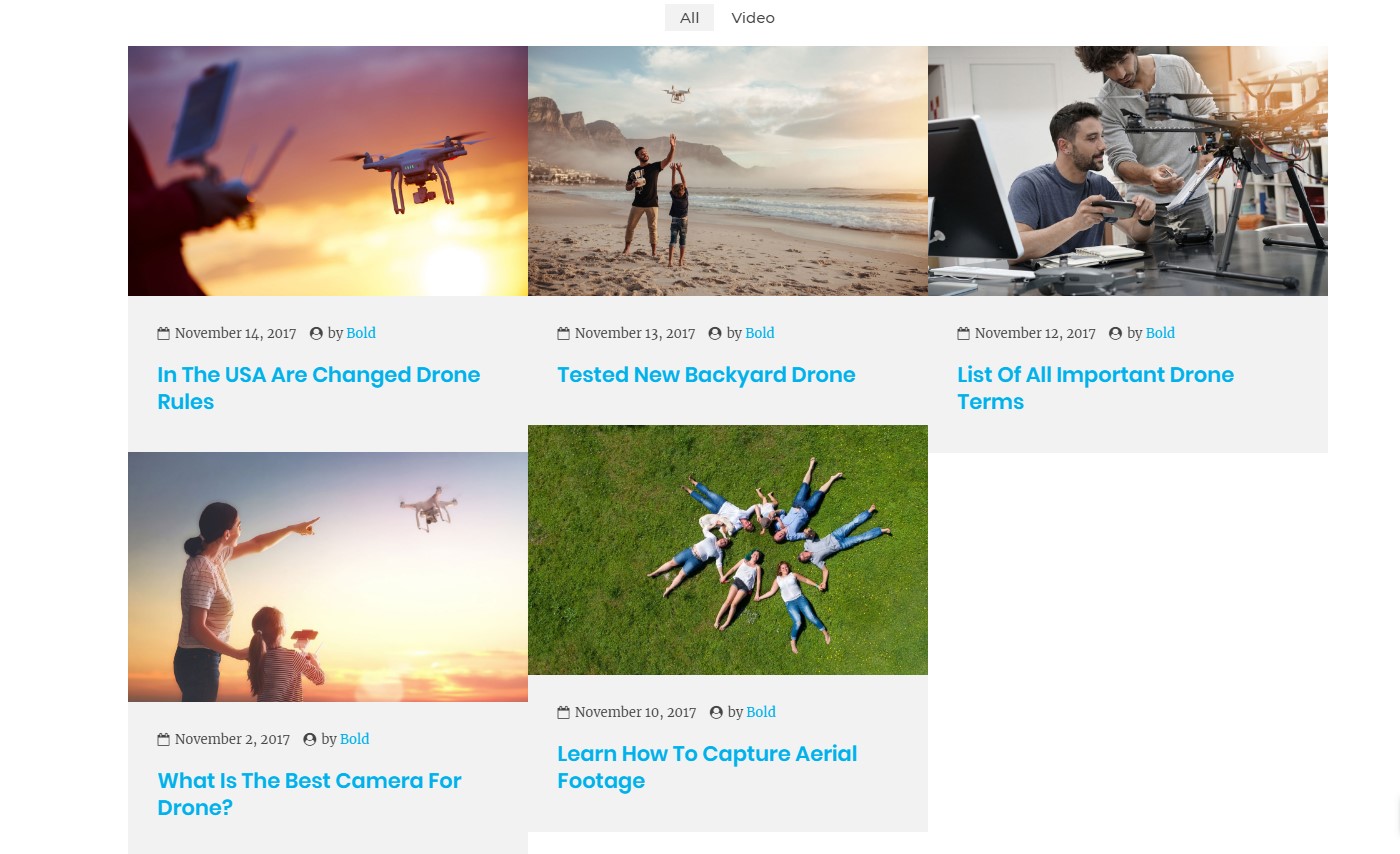 All Video
November 14, 2017 by Bold
In The USA Are Changed Drone
Rules
November 13, 2017 by Bold
Tested New Backyard Drone
November 12, 2017 by Bold
List Of All Important Drone
Terms
November 2, 2017 by Bold
What Is The Best Camera For
Drone?
November 10, 2017 by Bold
Learn How To Capture Aerial
Footage